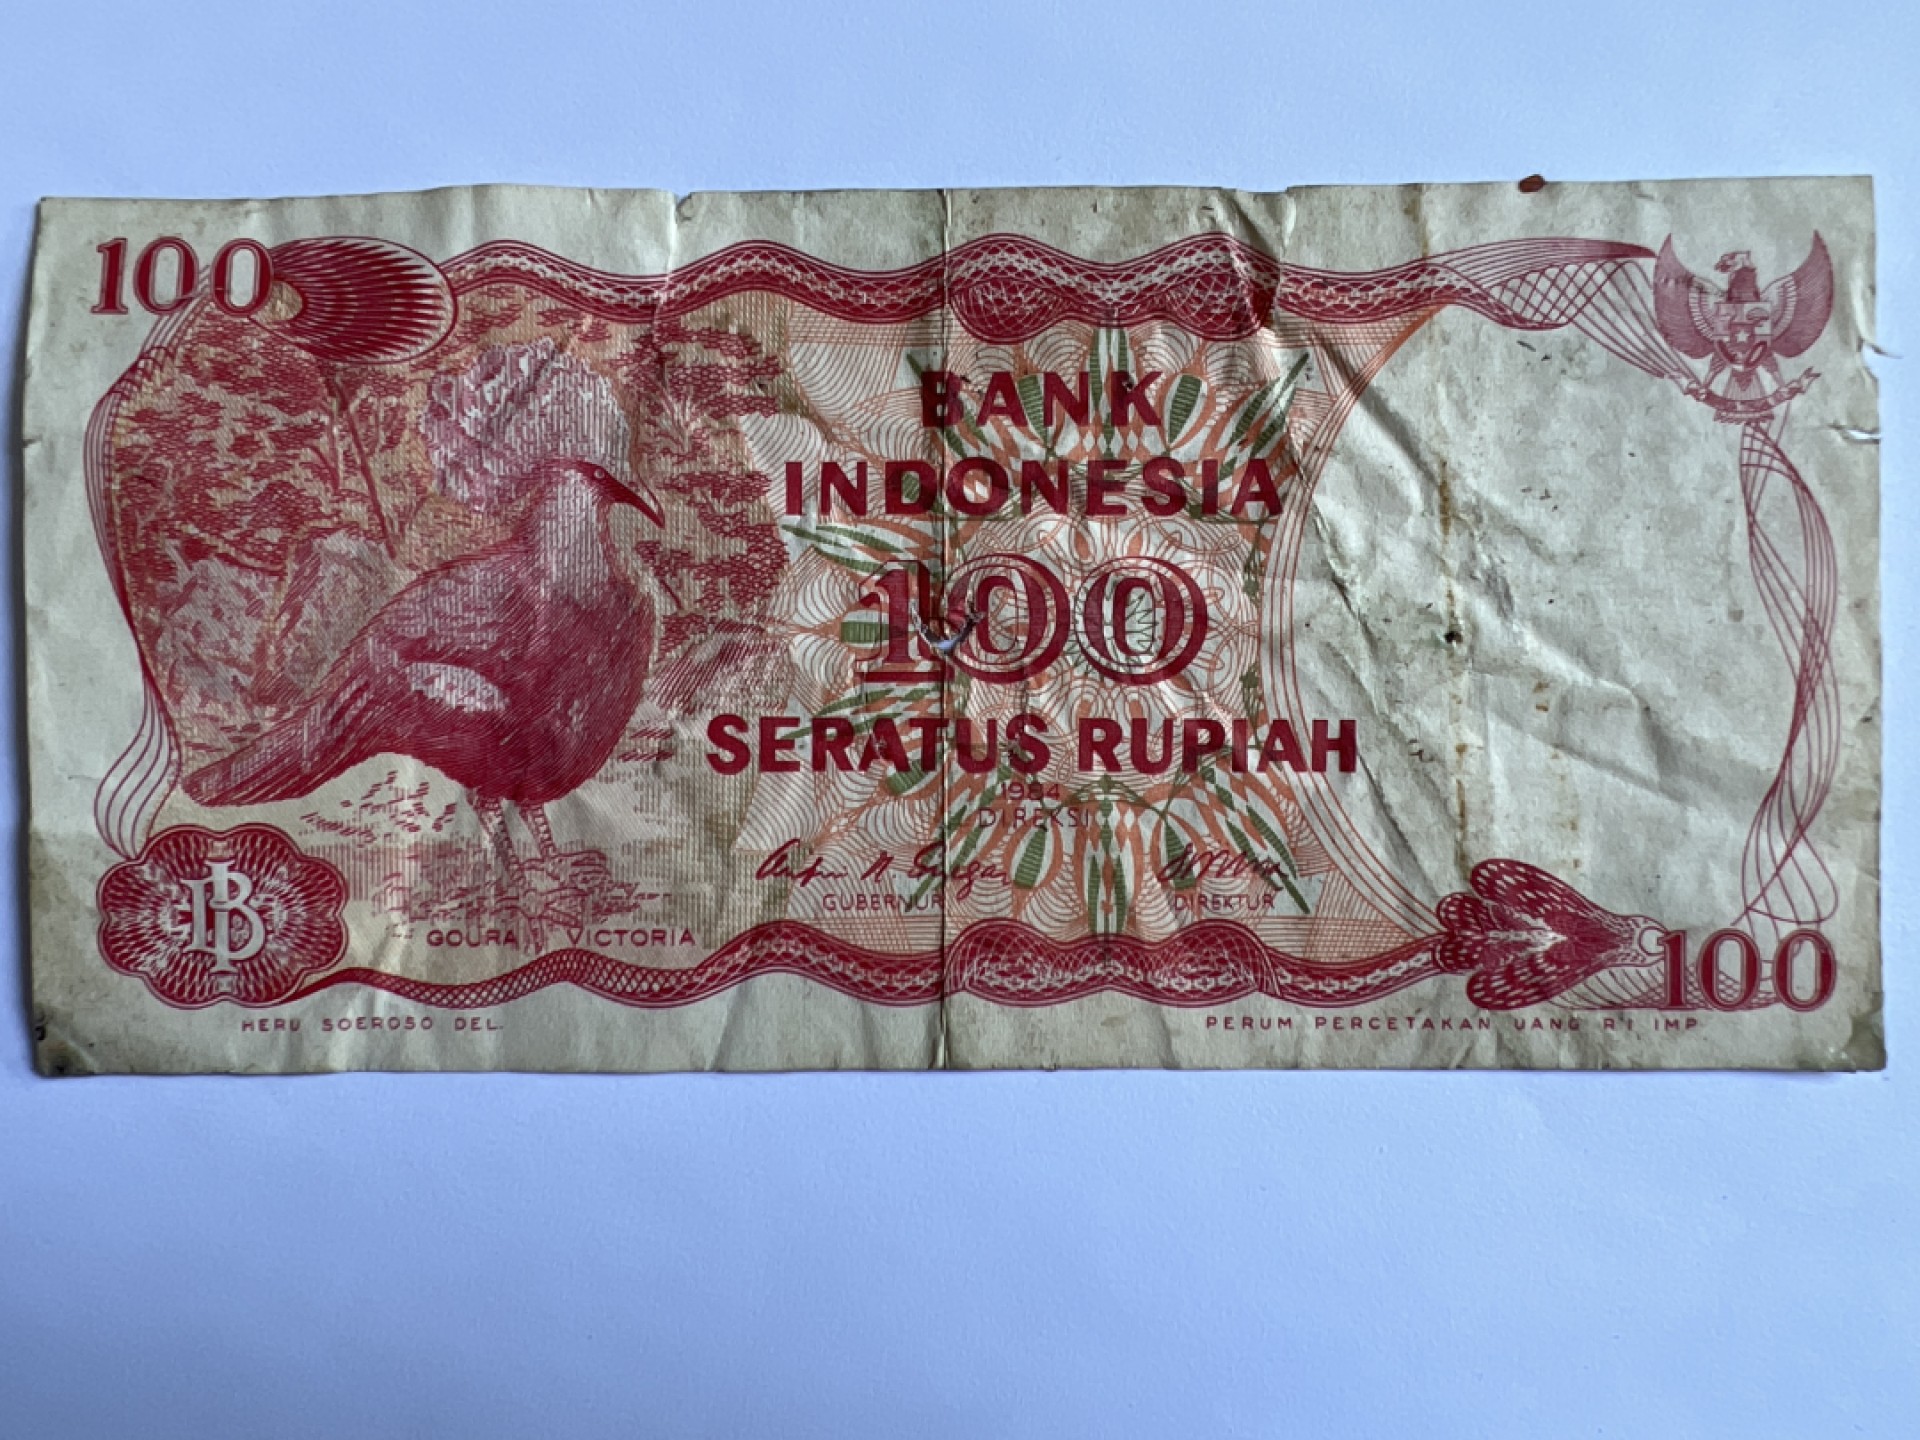 100
BANK
INDONESIA
100
SERATUS RUPIAH
1984
DIREKSI
GUBERNUR DIREKTUR
GOURA VICTORIA
BI
100
HERU SOEROSO DEL.
PERUM PERCETAKAN UANG R.I. IMP.